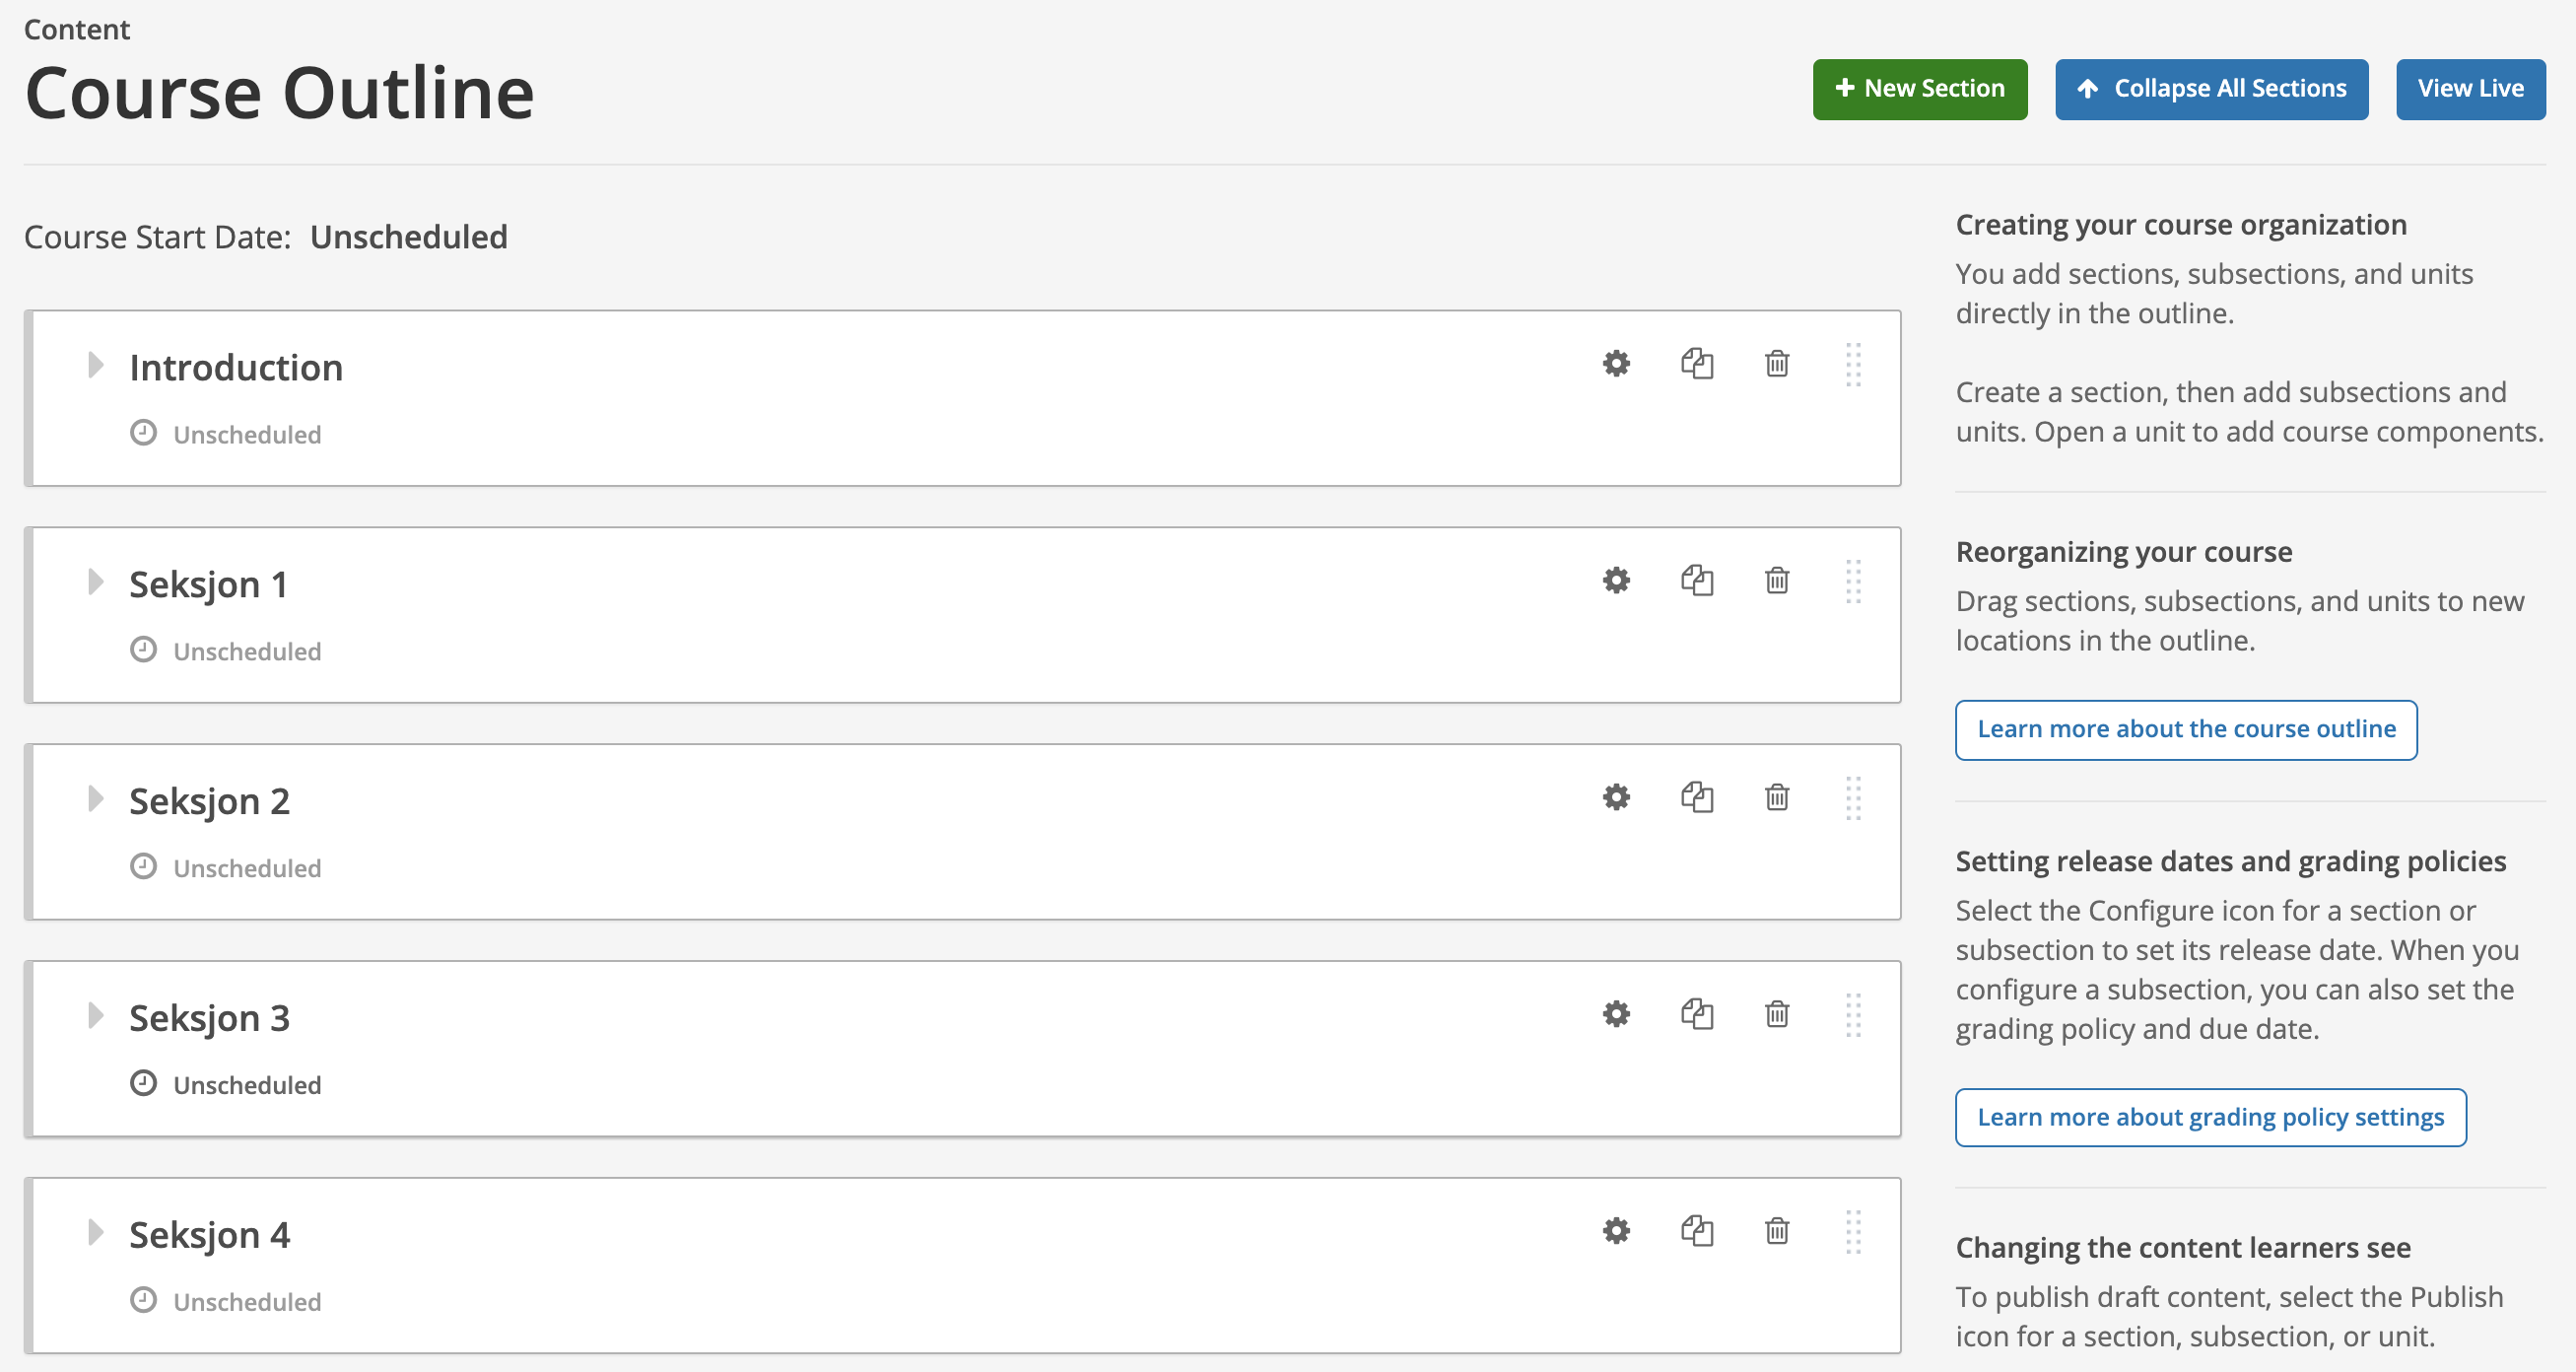 Content
Course Outline
New Section
Collapse All Sections
View Live
Course Start Date: Unscheduled
Introduction
Unscheduled
Seksjon 1
Unscheduled
Seksjon 2
Unscheduled
Seksjon 3
Unscheduled
Seksjon 4
Unscheduled
Creating your course organization
You add sections, subsections, and units
directly in the outline.
Create a section, then add subsections and
units. Open a unit to add course components.
Reorganizing your course
Drag sections, subsections, and units to new
locations in the outline.
Learn more about the course outline
Setting release dates and grading policies
Select the Configure icon for a section or
subsection to set its release date. When you
configure a subsection, you can also set the
grading policy and due date.
Learn more about grading policy settings
Changing the content learners see
To publish draft content, select the Publish
icon for a section, subsection, or unit.